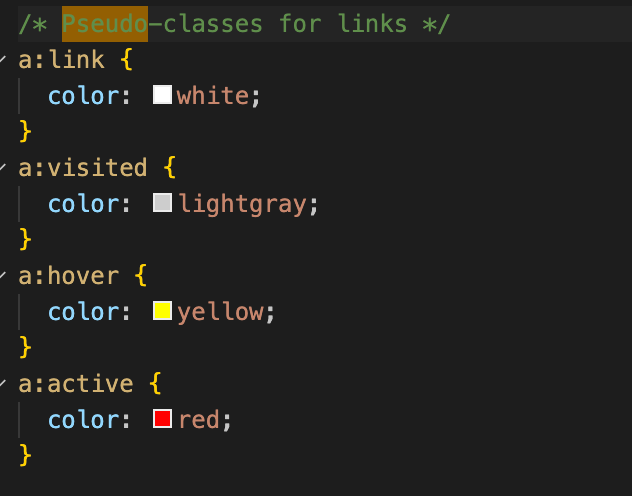 /* Pseudo-classes for links */
a:link {
  color: white;
}
a:visited {
  color: lightgray;
}
a:hover {
  color: yellow;
}
a:active {
  color: red;
}